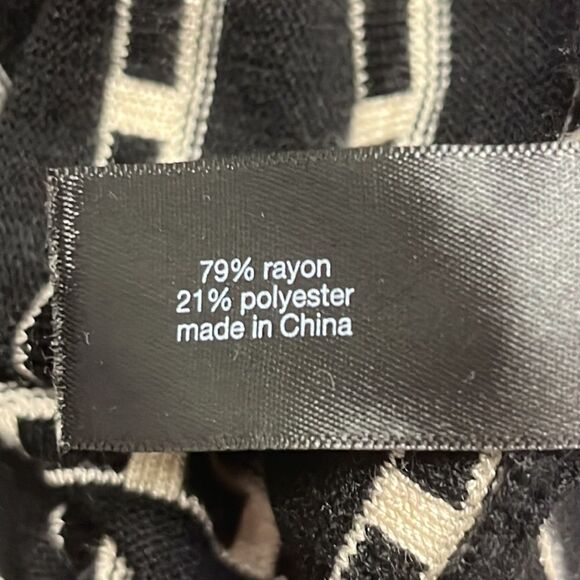 79% rayon
21% polyester
made in China